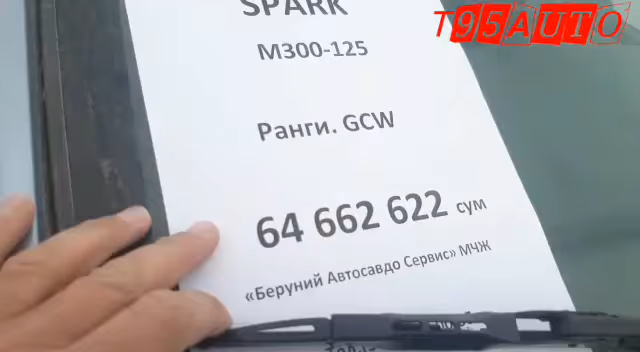 SPARK
T95AUTO
M300-125
Ранги. GCW
64 662 622 сум
«Беруний Автосавдо Сервис» МЧЖ